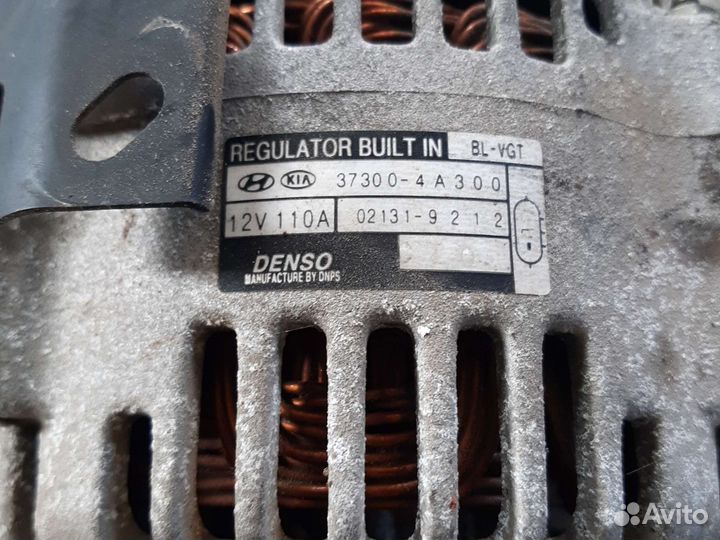 REGULATOR BUILT IN BL-VGT
KIA 37300-4A300
12V 110A 02131-9212
DENSO
MANUFACTURE BY DNPS
Avito